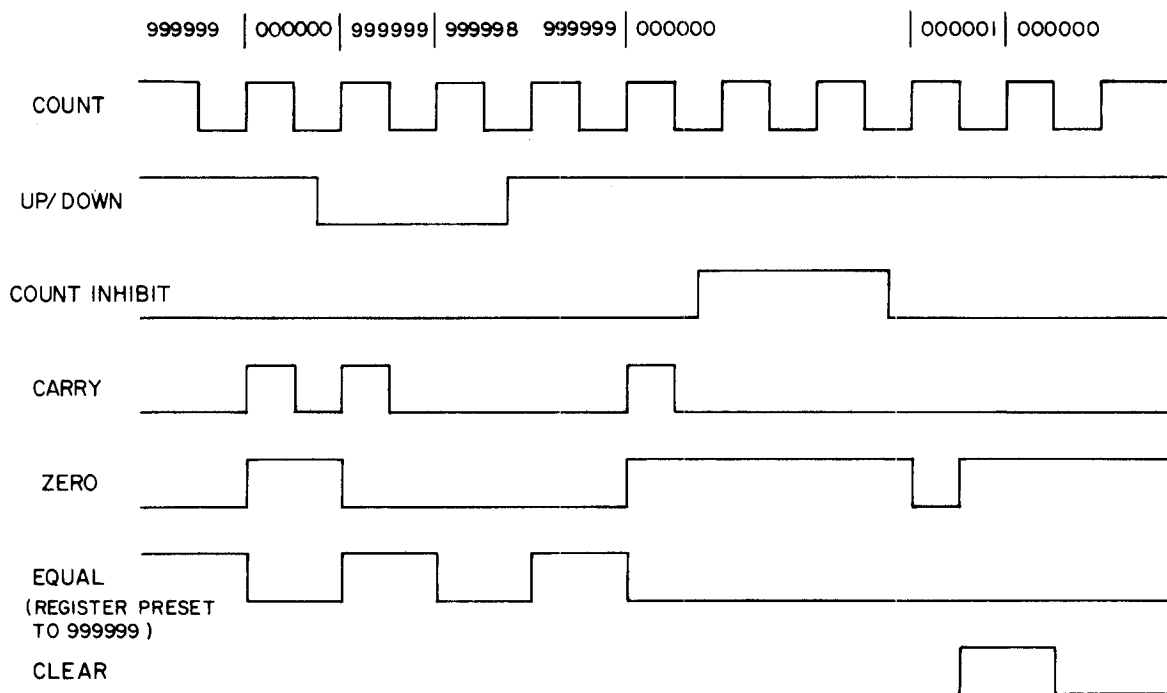 999999 | 000000 | 999999 | 999998 999999 | 000000 | 000001 | 000000
COUNT
UP/DOWN
COUNT INHIBIT
CARRY
ZERO
EQUAL
(REGISTER PRESET
TO 999999)
CLEAR